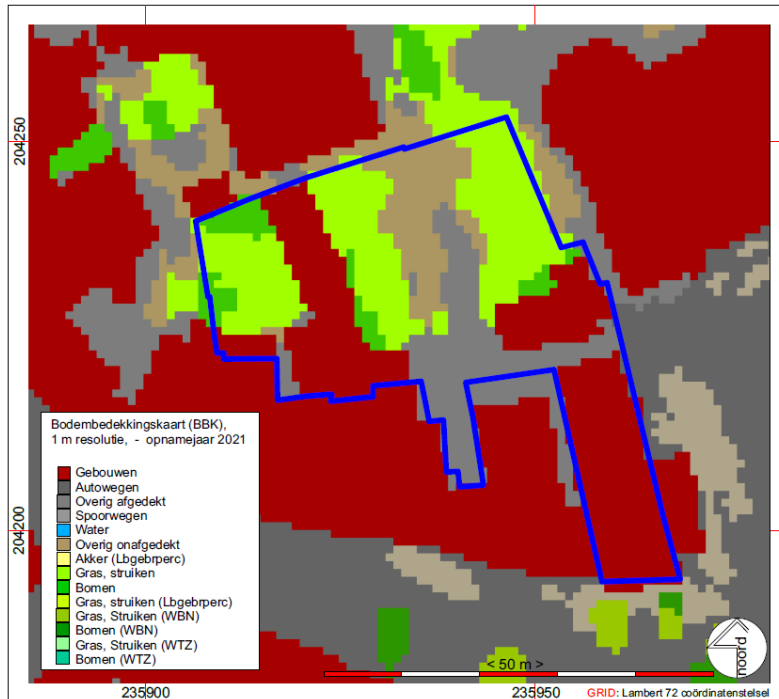 204250
204200
Bodembedekkingskaart (BBK),
1 m resolutie, - opnamejaar 2021
Gebouwen
Autowegen
Overig afgedekt
Spoorwegen
Water
Overig onafgedekt
Akker (Lbgebrperc)
Gras, struiken
Bomen
Gras, struiken (Lbgebrperc)
Gras, Struiken (WBN)
Bomen (WBN)
Gras, Struiken (WTZ)
Bomen (WTZ)
< 50 m >
noord
235900
235950
GRID: Lambert 72 coördinatenstelsel